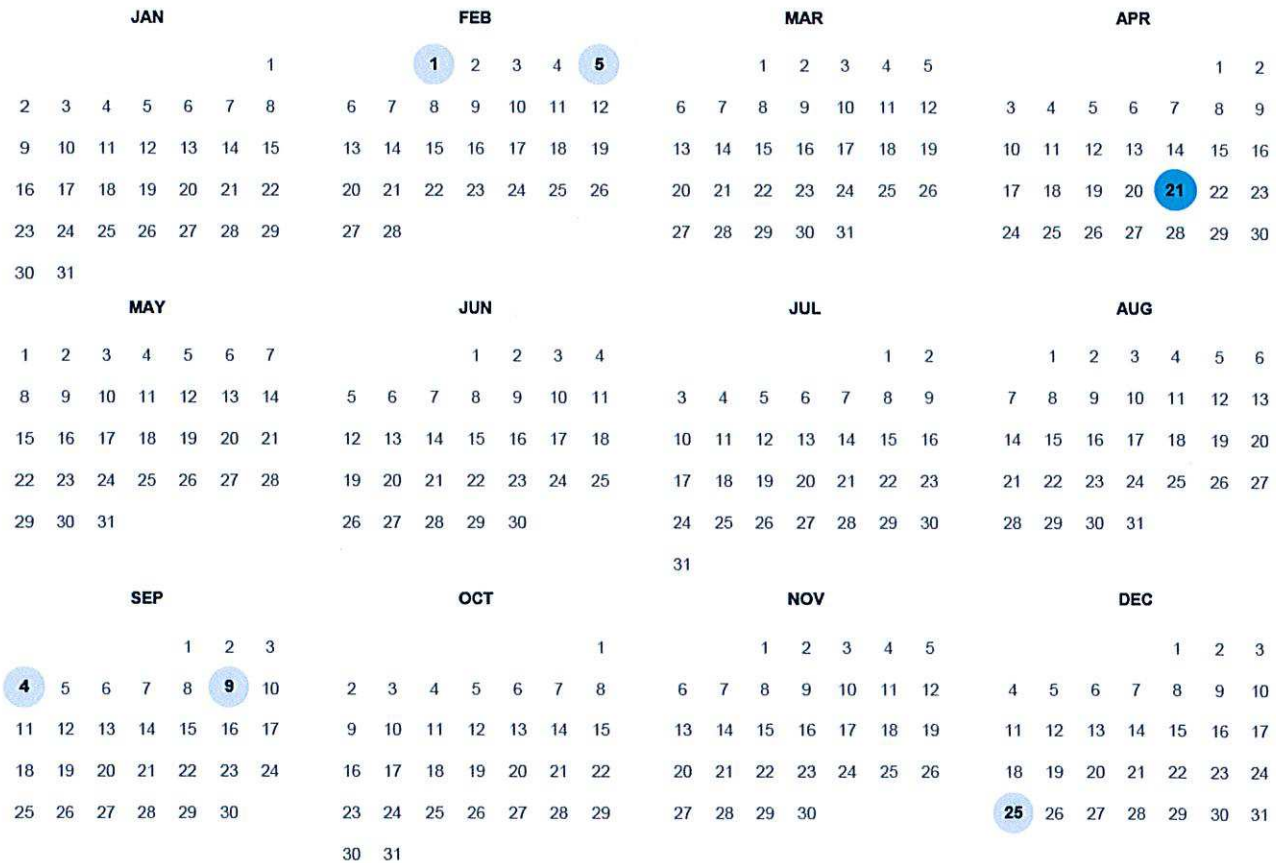 JAN FEB MAR APR
1 1 2 3 4 5 1 2 3 4 5 1 2
2 3 4 5 6 7 8 6 7 8 9 10 11 12 6 7 8 9 10 11 12 3 4 5 6 7 8 9
9 10 11 12 13 14 15 13 14 15 16 17 18 19 13 14 15 16 17 18 19 10 11 12 13 14 15 16
16 17 18 19 20 21 22 20 21 22 23 24 25 26 20 21 22 23 24 25 26 17 18 19 20 21 22 23
23 24 25 26 27 28 29 27 28 27 28 29 30 31 24 25 26 27 28 29 30
30 31
MAY JUN JUL AUG
1 2 3 4 5 6 7 1 2 3 4 1 2 1 2 3 4 5 6
8 9 10 11 12 13 14 5 6 7 8 9 10 11 3 4 5 6 7 8 9 7 8 9 10 11 12 13
15 16 17 18 19 20 21 12 13 14 15 16 17 18 10 11 12 13 14 15 16 14 15 16 17 18 19 20
22 23 24 25 26 27 28 19 20 21 22 23 24 25 17 18 19 20 21 22 23 21 22 23 24 25 26 27
29 30 31 26 27 28 29 30 24 25 26 27 28 29 30 28 29 30 31
31
SEP OCT NOV DEC
1 2 3 1 1 2 3 4 5 1 2 3
4 5 6 7 8 9 10 2 3 4 5 6 7 8 6 7 8 9 10 11 12 4 5 6 7 8 9 10
11 12 13 14 15 16 17 9 10 11 12 13 14 15 13 14 15 16 17 18 19 11 12 13 14 15 16 17
18 19 20 21 22 23 24 16 17 18 19 20 21 22 20 21 22 23 24 25 26 18 19 20 21 22 23 24
25 26 27 28 29 30 23 24 25 26 27 28 29 27 28 29 30 25 26 27 28 29 30 31
30 31